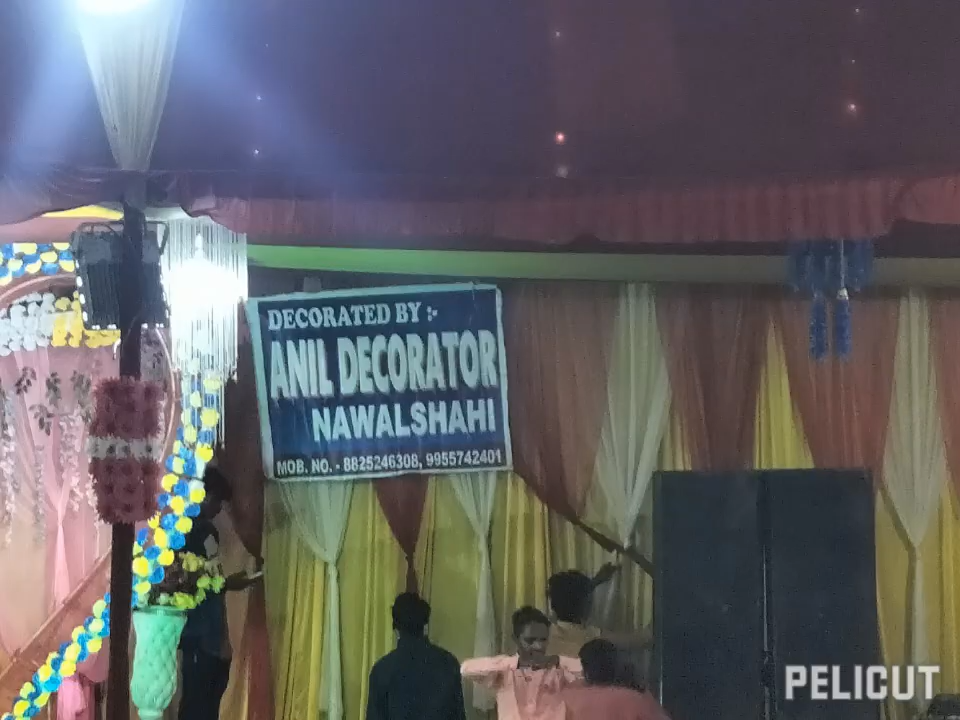 DECORATED BY :-
ANIL DECORATOR
NAWALSHAHI
MOB. NO. - 8825246308, 9955742401
PELICUT